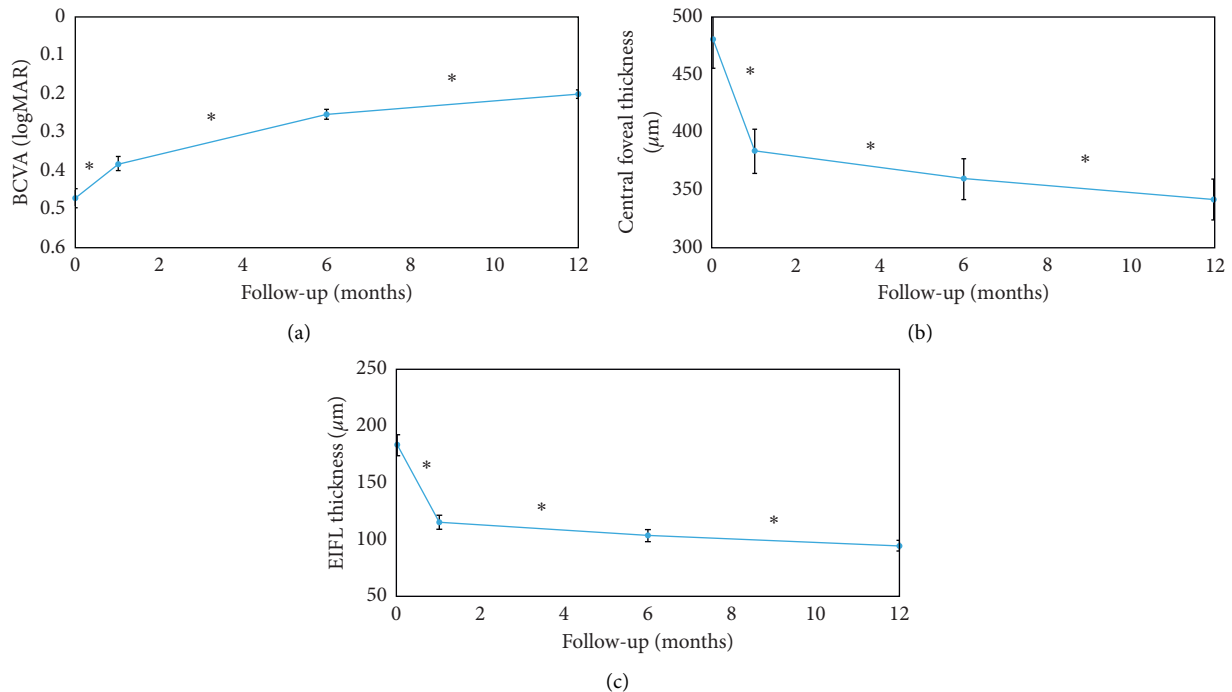 0
0.1
0.2
0.3
0.4
0.5
0.6
BCVA (logMAR)
*
*
*
0 2 4 6 8 10 12
Follow-up (months)
(a)
500
450
400
350
300
Central foveal thickness
(μm)
*
*
*
0 2 4 6 8 10 12
Follow-up (months)
(b)
250
200
150
100
50
EIFL thickness (μm)
*
*
*
0 2 4 6 8 10 12
Follow-up (months)
(c)